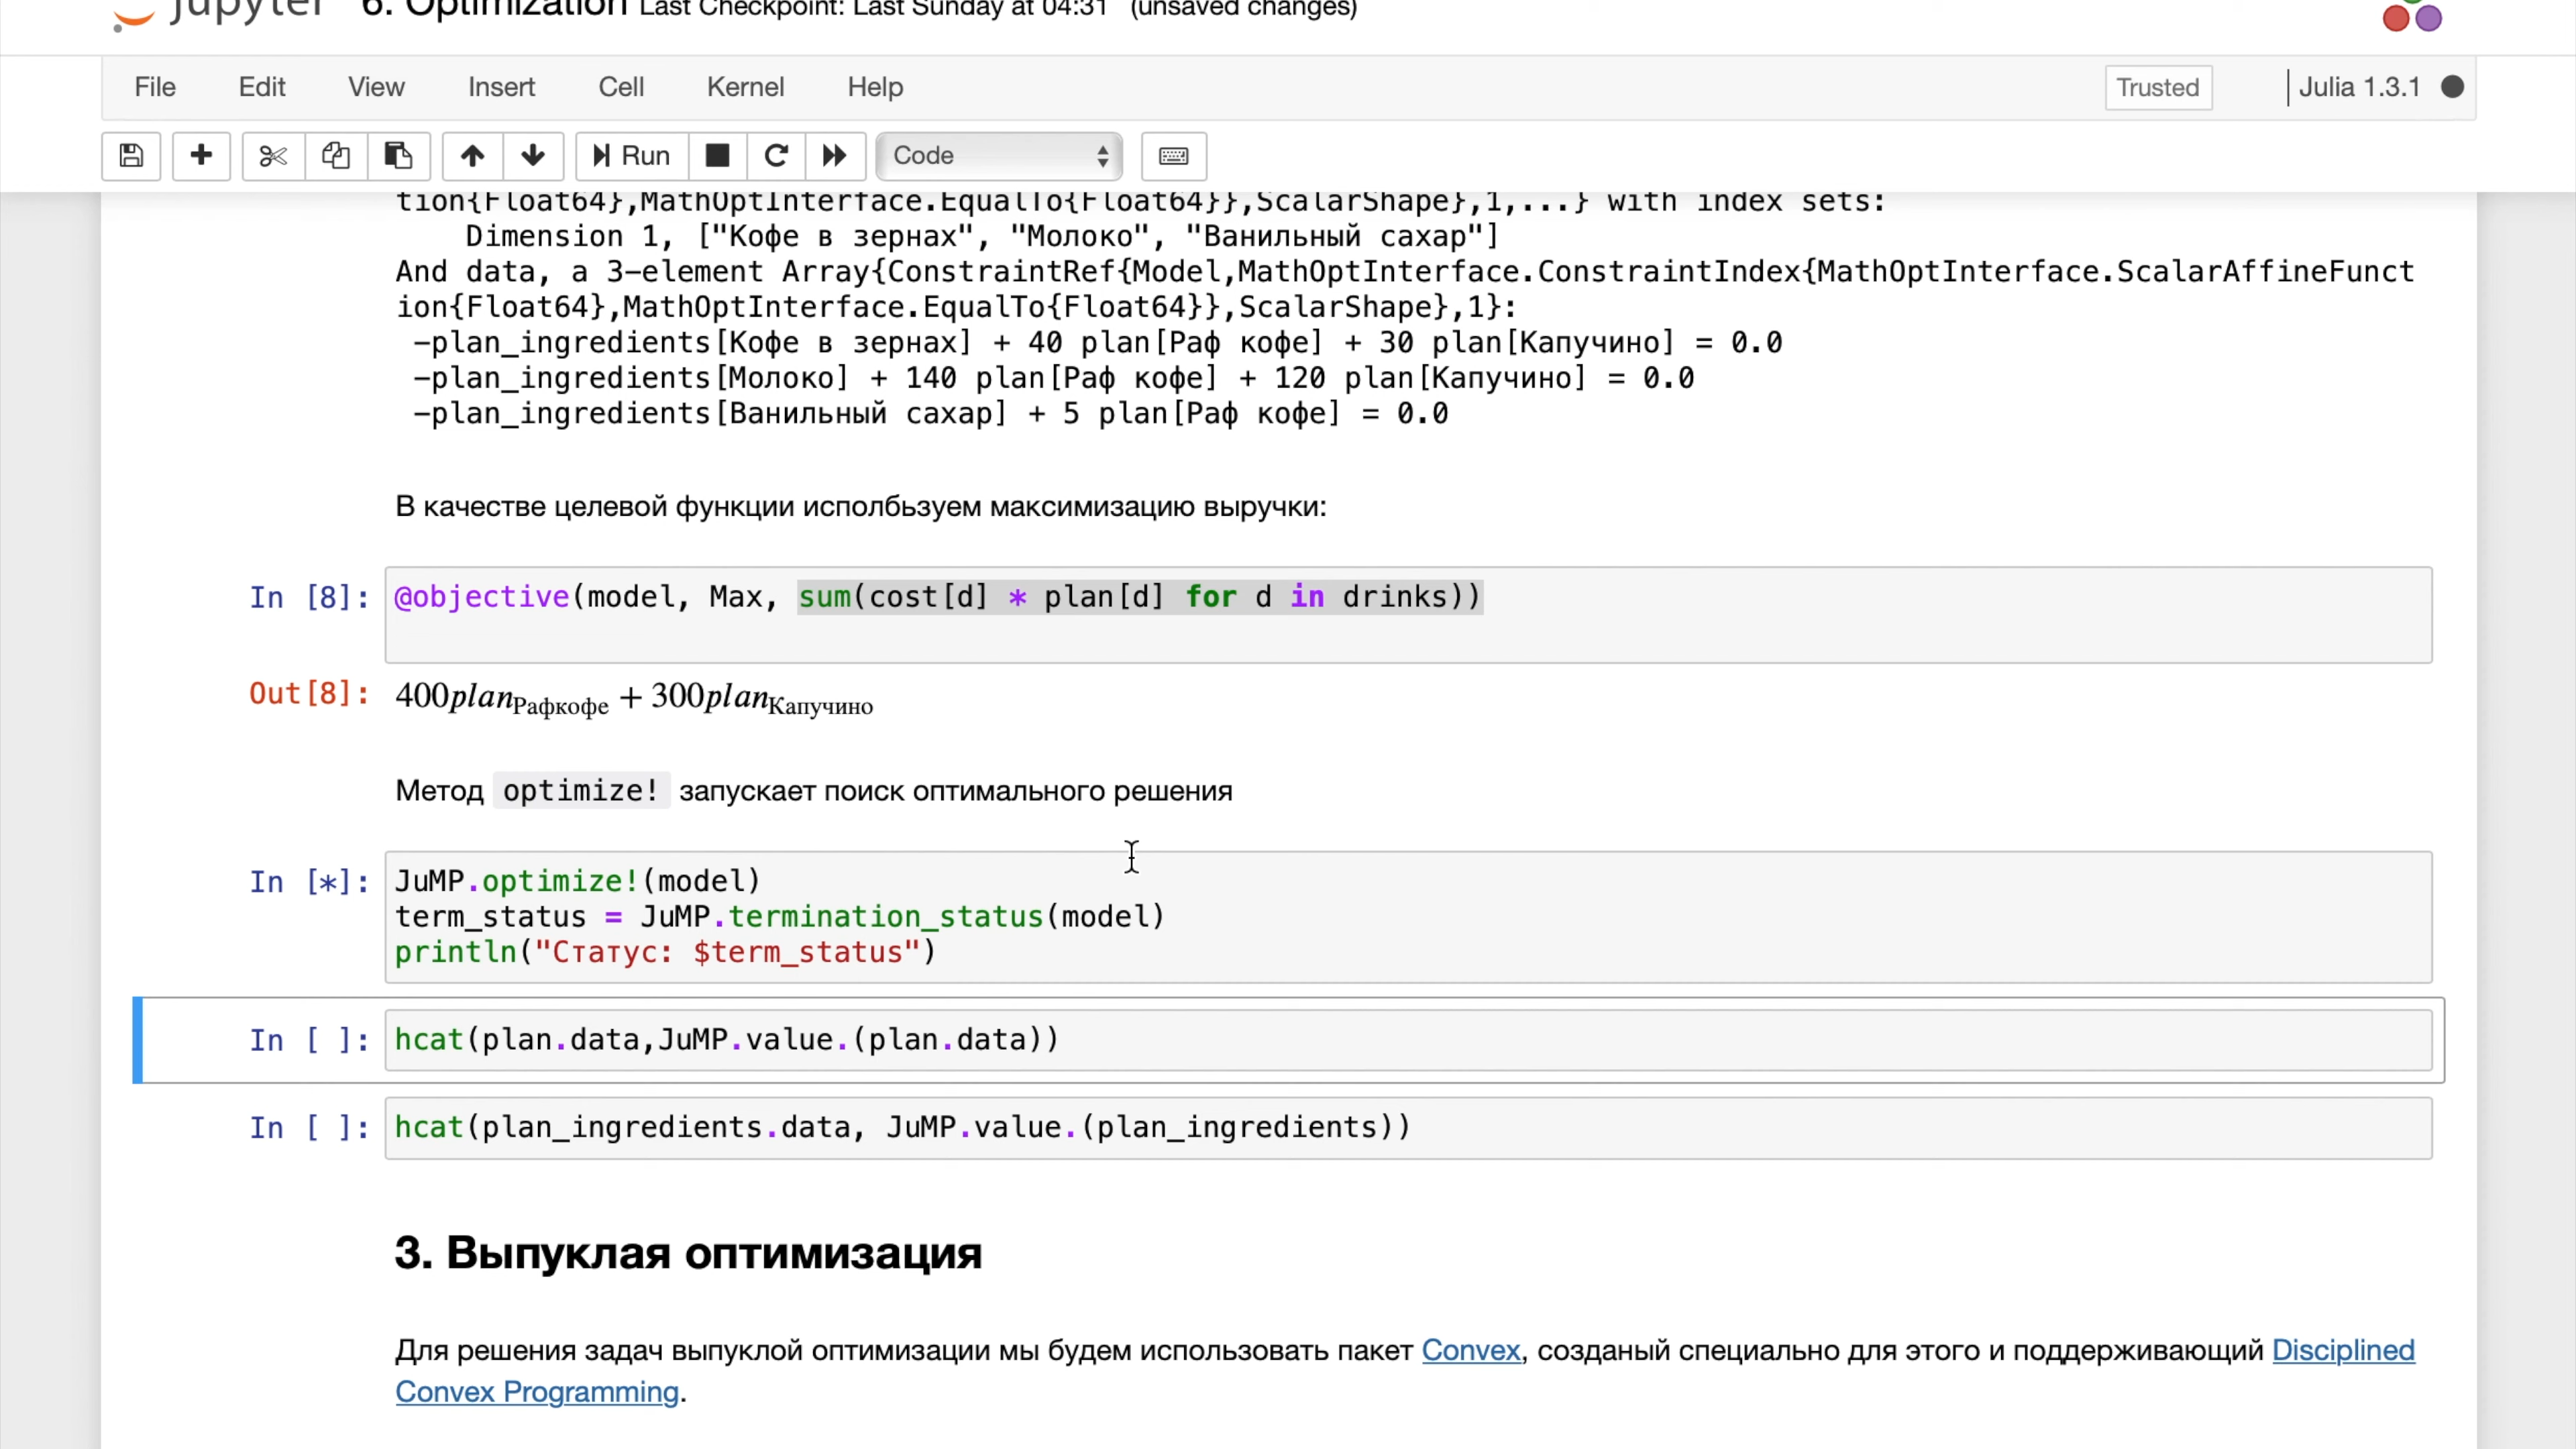 jupyter 6. Optimization Last Checkpoint: Last Sunday at 04:31 (unsaved changes)
File Edit View Insert Cell Kernel Help Trusted Julia 1.3.1
Run Code
tion{Float64},MathOptInterface.EqualTo{Float64}},ScalarShape},1,...} with index sets:
Dimension 1, ["Кофе в зернах", "Молоко", "Ванильный сахар"]
And data, a 3-element Array{ConstraintRef{Model,MathOptInterface.ConstraintIndex{MathOptInterface.ScalarAffineFunct
ion{Float64},MathOptInterface.EqualTo{Float64}},ScalarShape},1}:
-plan_ingredients[Кофе в зернах] + 40 plan[Раф кофе] + 30 plan[Капучино] = 0.0
-plan_ingredients[Молоко] + 140 plan[Раф кофе] + 120 plan[Капучино] = 0.0
-plan_ingredients[Ванильный сахар] + 5 plan[Раф кофе] = 0.0
В качестве целевой функции исполбьзуем максимизацию выручки:
In [8]: @objective(model, Max, sum(cost[d] * plan[d] for d in drinks))
Out[8]: 400planРафкофе + 300planКапучино
Метод optimize! запускает поиск оптимального решения
In [*]: JuMP.optimize!(model)
term_status = JuMP.termination_status(model)
println("Статус: $term_status")
In [ ]: hcat(plan.data,JuMP.value.(plan.data))
In [ ]: hcat(plan_ingredients.data, JuMP.value.(plan_ingredients))
3. Выпуклая оптимизация
Для решения задач выпуклой оптимизации мы будем использовать пакет Convex, созданый специально для этого и поддерживающий Disciplined
Convex Programming.